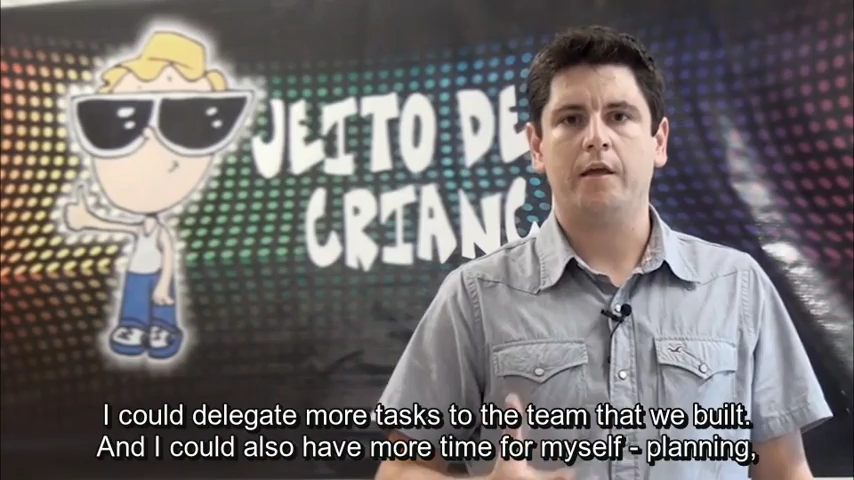 JEITO DE
CRIANÇ
I could delegate more tasks to the team that we built.
And I could also have more time for myself - planning,